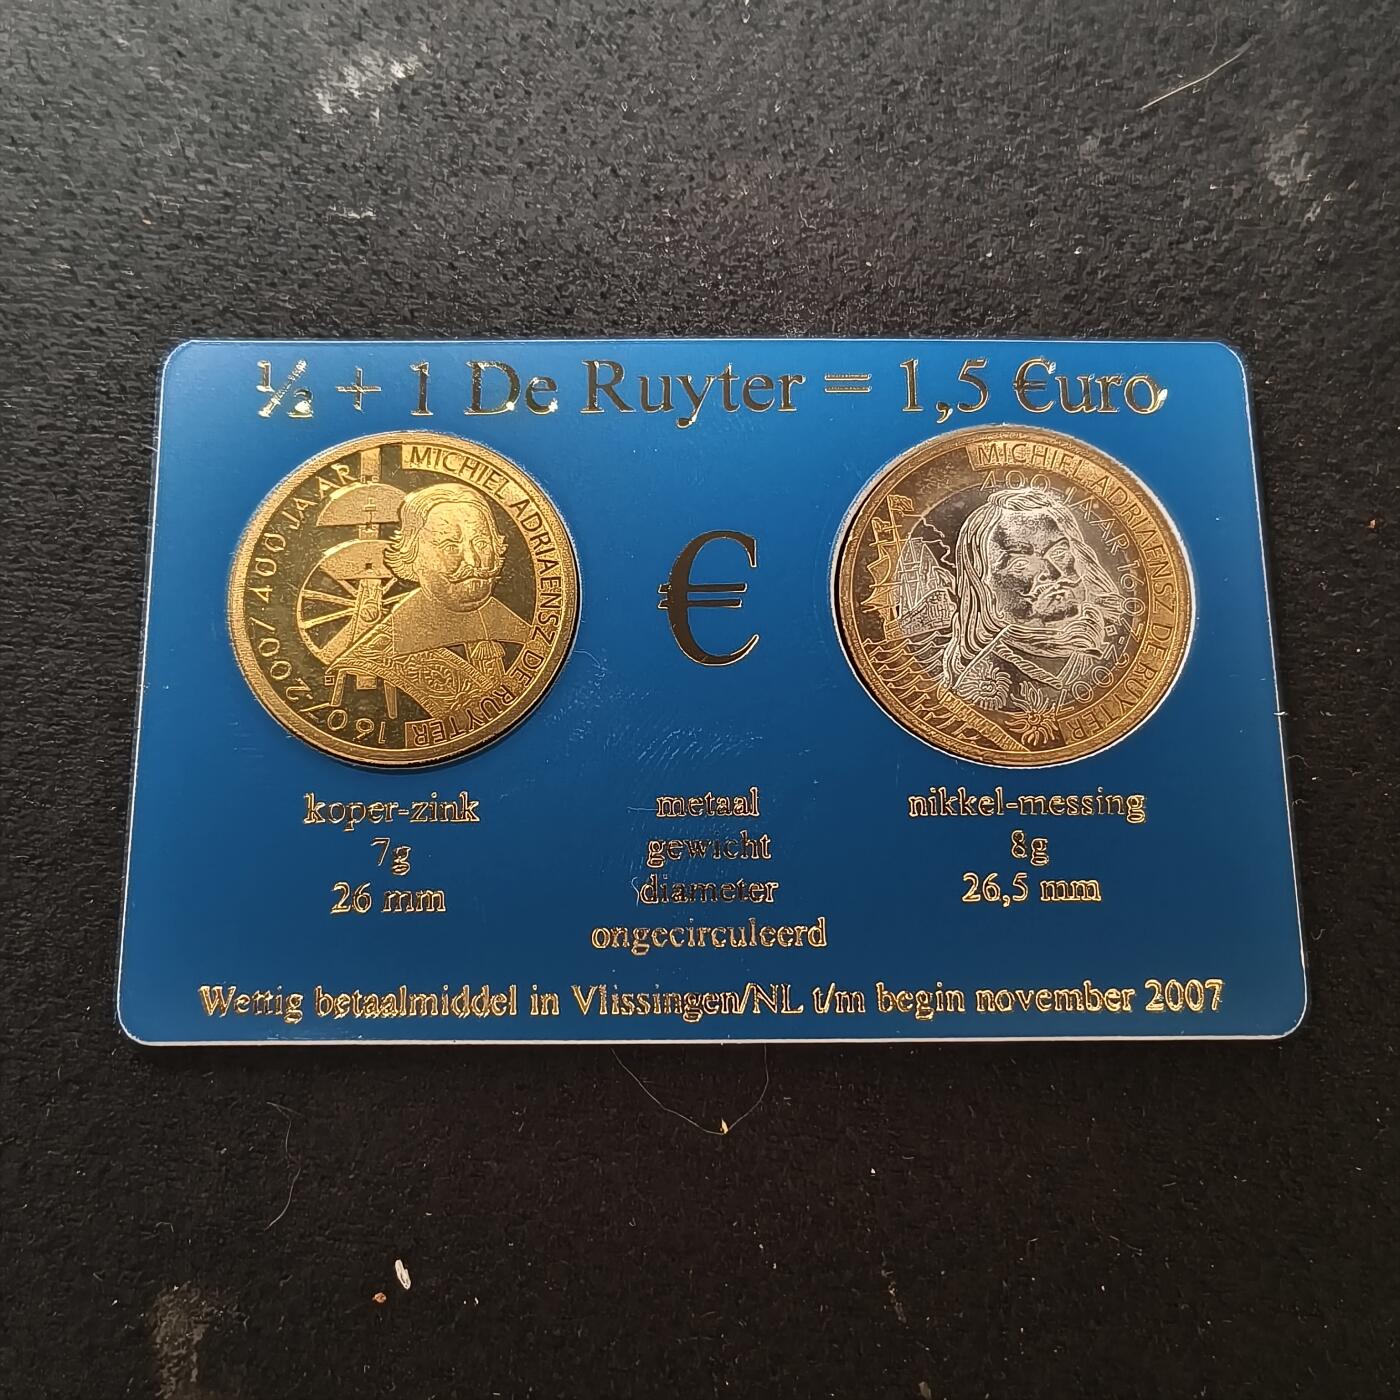 ½ + 1 De Ruyter = 1,5 €uro
1607 2007/400 JAAR
MICHIEL ADRIAENSZ DE RUYTER
€
MICHIEL ADRIAENSZ DE RUYTER
400 JAAR 1607-2007
koper-zink metaal nikkel-messing
7g gewicht 8g
26 mm diameter 26,5 mm
ongecirculeerd
Wettig betaalmiddel in Vlissingen/NL t/m begin november 2007